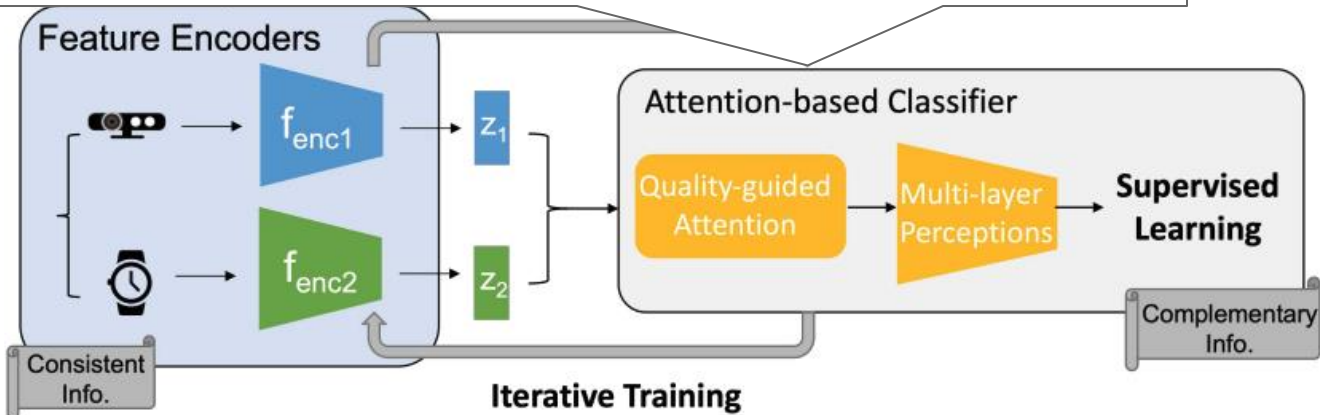 Feature Encoders
f_enc1
z_1
f_enc2
z_2
Consistent
Info.
Attention-based Classifier
Quality-guided
Attention
Multi-layer
Perceptions
Supervised
Learning
Complementary
Info.
Iterative Training